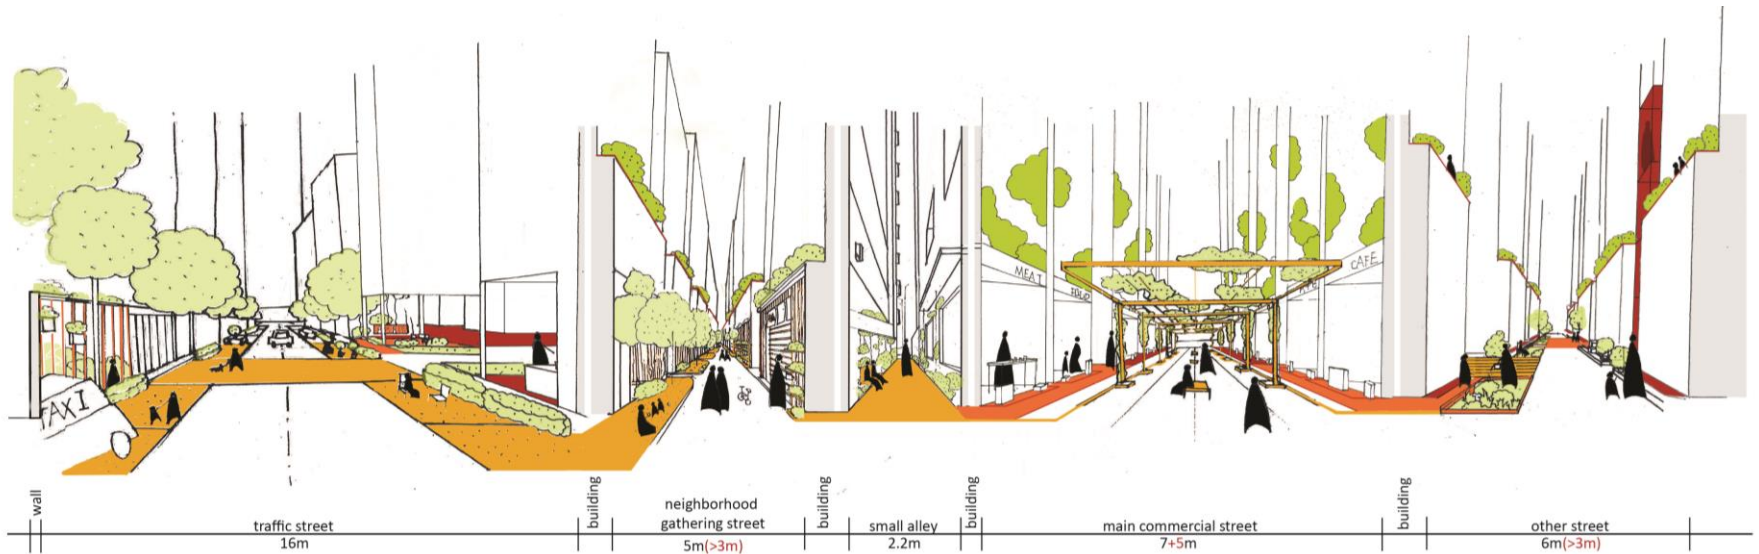 MEAT
FOLD
CAFE
TAXI
wall
traffic street
16m
building
neighborhood
gathering street
5m(>3m)
building
small alley
2.2m
building
main commercial street
7+5m
building
other street
6m(>3m)